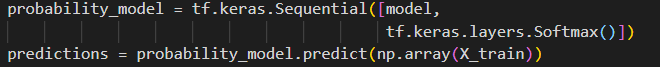 probability_model = tf.keras.Sequential([model,
                                         tf.keras.layers.Softmax()])
predictions = probability_model.predict(np.array(X_train))